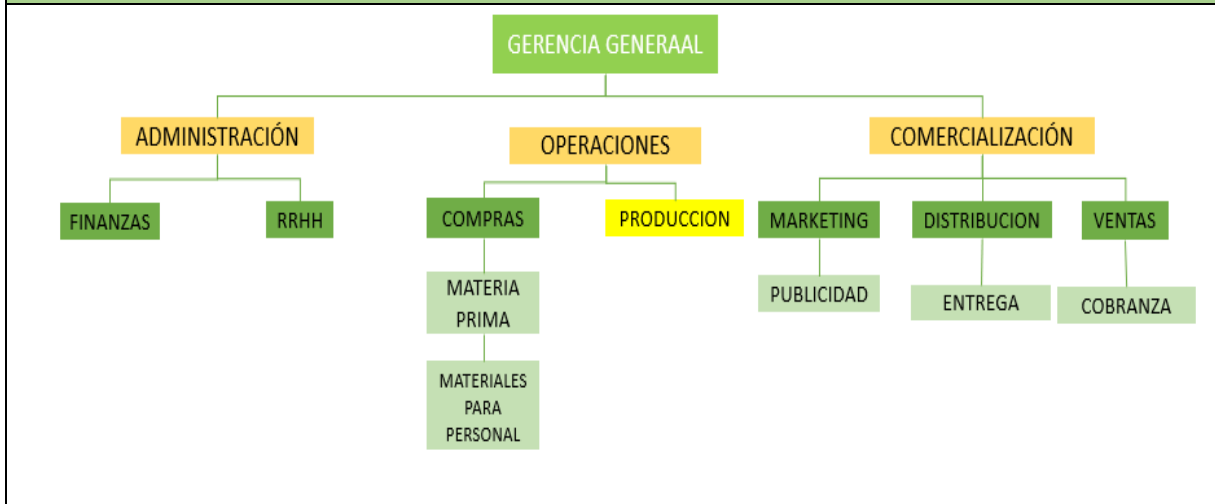 GERENCIA GENERAAL
ADMINISTRACIÓN
OPERACIONES
COMERCIALIZACIÓN
FINANZAS
RRHH
COMPRAS
PRODUCCION
MARKETING
DISTRIBUCION
VENTAS
MATERIA
PRIMA
PUBLICIDAD
ENTREGA
COBRANZA
MATERIALES
PARA
PERSONAL